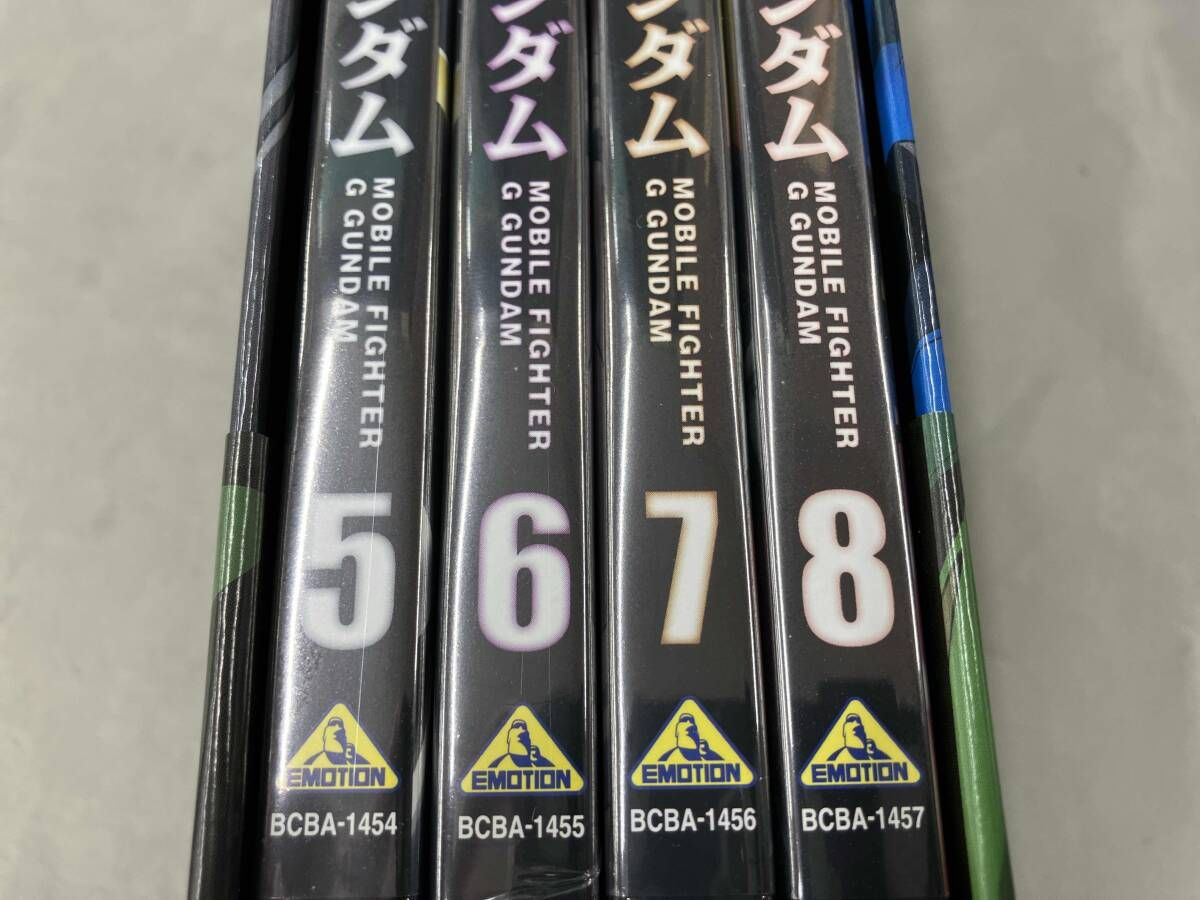 ダム
MOBILE FIGHTER
G GUNDAM
5
EMOTION
BCBA-1454
ンダム
MOBILE FIGHTER
G GUNDAM
6
EMOTION
BCBA-1455
ンダム
MOBILE FIGHTER
G GUNDAM
7
EMOTION
BCBA-1456
ンダム
MOBILE FIGHTER
G GUNDAM
8
EMOTION
BCBA-1457